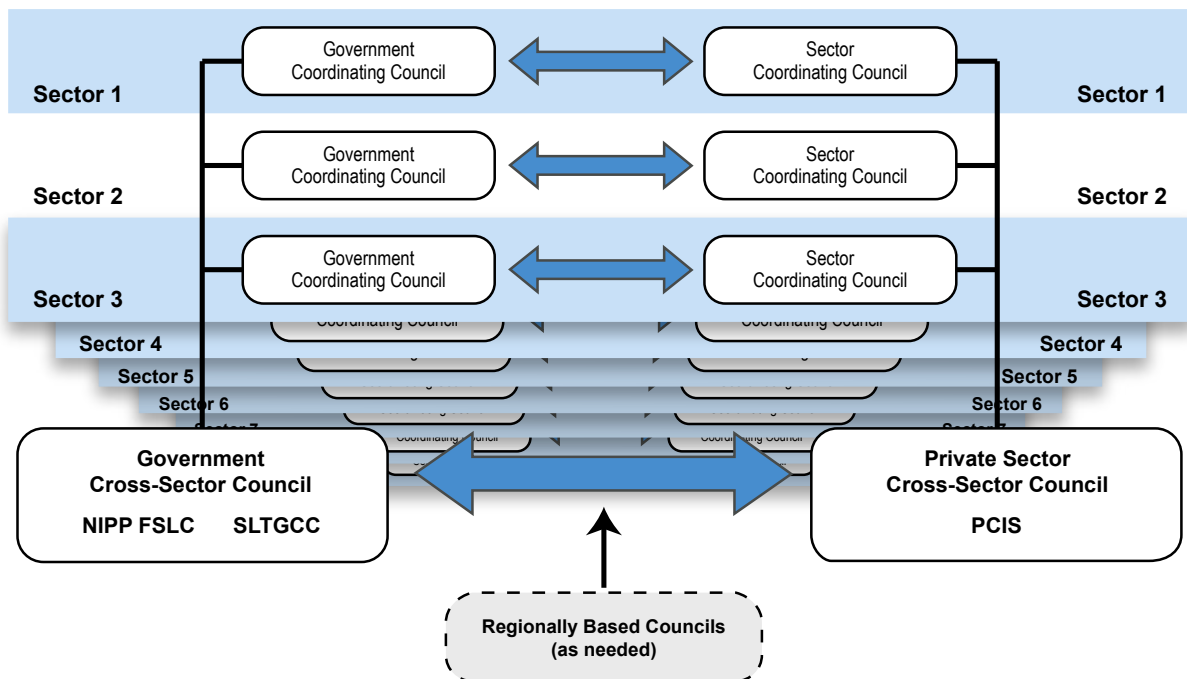 Government
Coordinating Council
Sector
Coordinating Council
Sector 1
Sector 1
Government
Coordinating Council
Sector
Coordinating Council
Sector 2
Sector 2
Government
Coordinating Council
Sector
Coordinating Council
Sector 3
Sector 3
Coordinating Council
Coordinating Council
Sector 4
Sector 4
Sector 5
Sector 5
Sector 6
Sector 6
Sector 7
Coordinating Council
Coordinating Council
Government
Cross-Sector Council
NIPP FSLC SLTGCC
Private Sector
Cross-Sector Council
PCIS
Regionally Based Councils
(as needed)